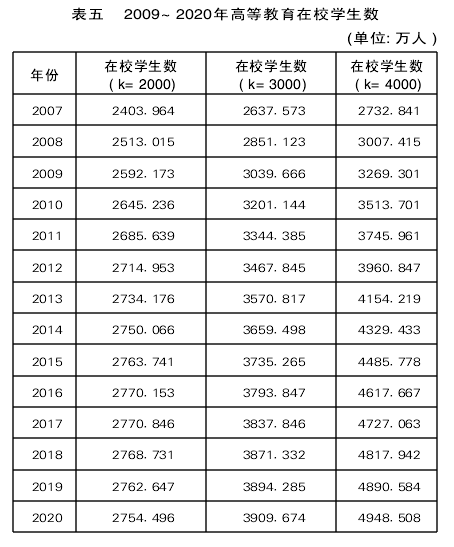 表五 2009~2020年高等教育在校学生数
(单位:万人)
年份 在校学生数 (k=2000) 在校学生数 (k=3000) 在校学生数 (k=4000)
2007 2403.964 2637.573 2732.841
2008 2513.015 2851.123 3007.415
2009 2592.173 3039.666 3269.301
2010 2645.236 3201.144 3513.701
2011 2685.639 3344.385 3745.961
2012 2714.953 3467.845 3960.847
2013 2734.176 3570.817 4154.219
2014 2750.066 3659.498 4329.433
2015 2763.741 3735.265 4485.778
2016 2770.153 3793.847 4617.667
2017 2770.846 3837.846 4727.063
2018 2768.731 3871.332 4817.942
2019 2762.647 3894.285 4890.584
2020 2754.496 3909.674 4948.508